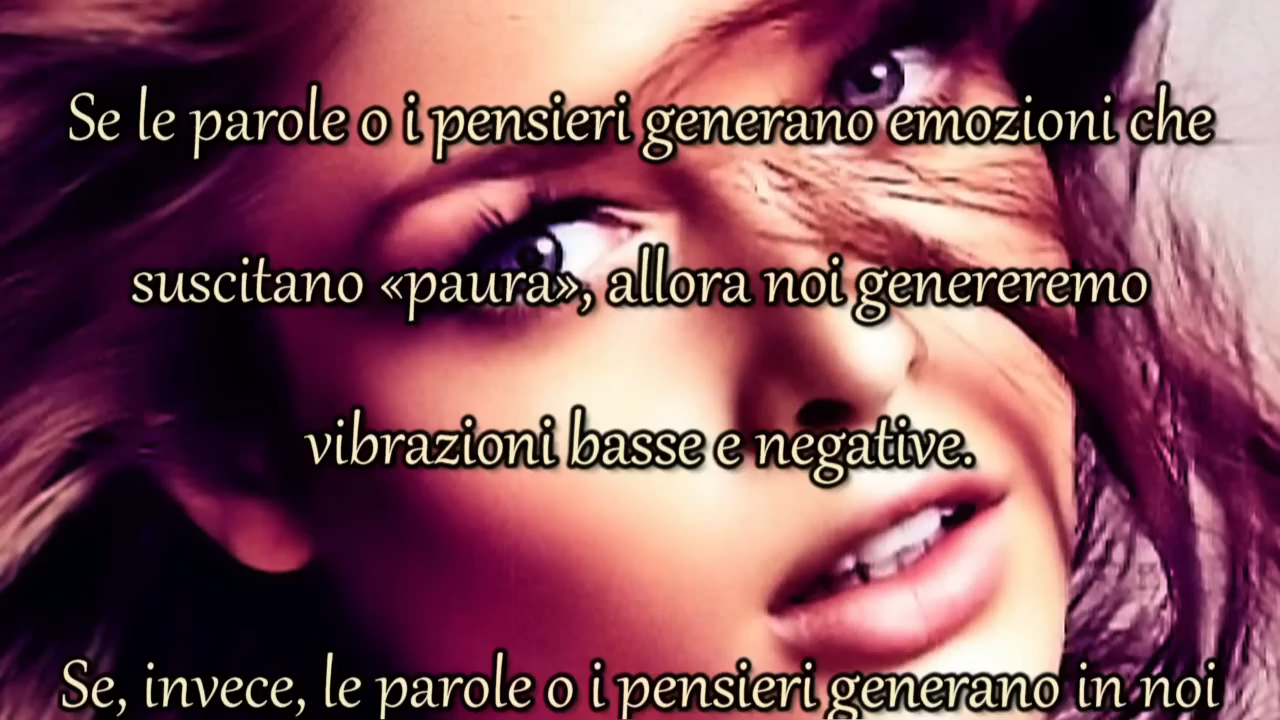 Se le parole o i pensieri generano emozioni che
suscitano «paura», allora noi genereremo
vibrazioni basse e negative.
Se, invece, le parole o i pensieri generano in noi